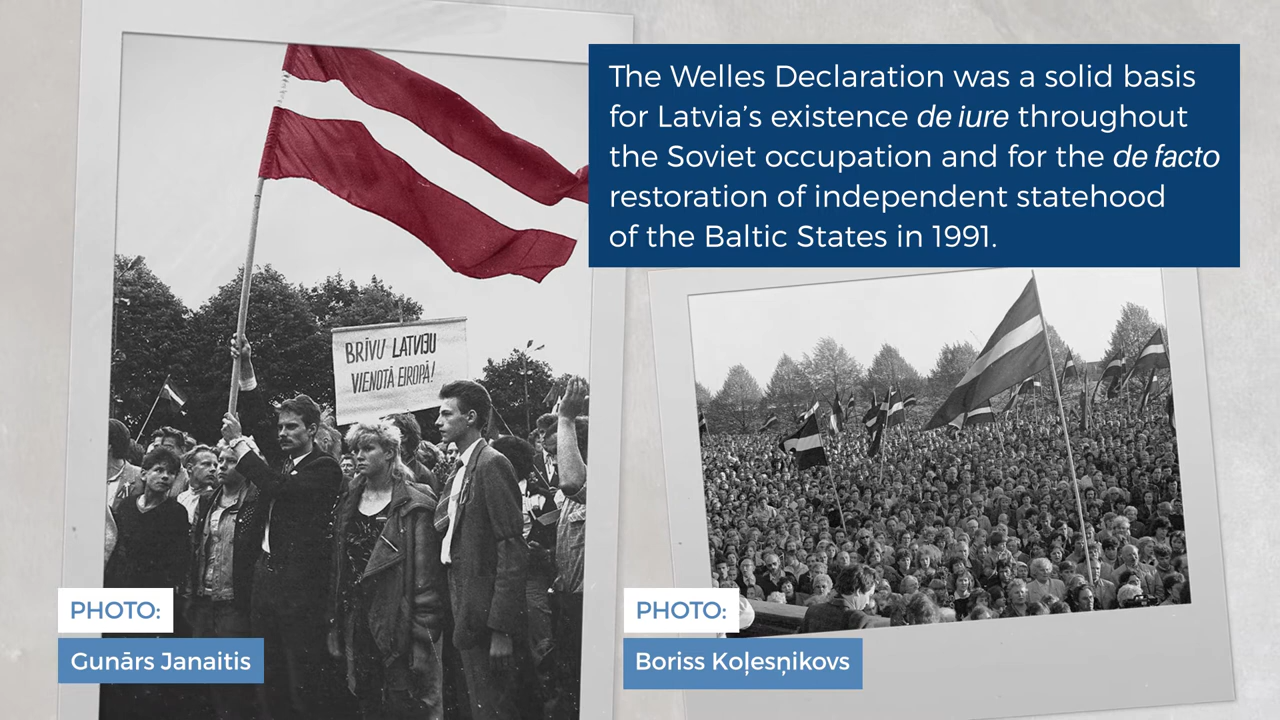 The Welles Declaration was a solid basis
for Latvia's existence de iure throughout
the Soviet occupation and for the de facto
restoration of independent statehood
of the Baltic States in 1991.
BRĪVU LATVIJU
VIENOTĀ EIROPĀ!
PHOTO:
Gunārs Janaitis
PHOTO:
Boriss Koļesņikovs